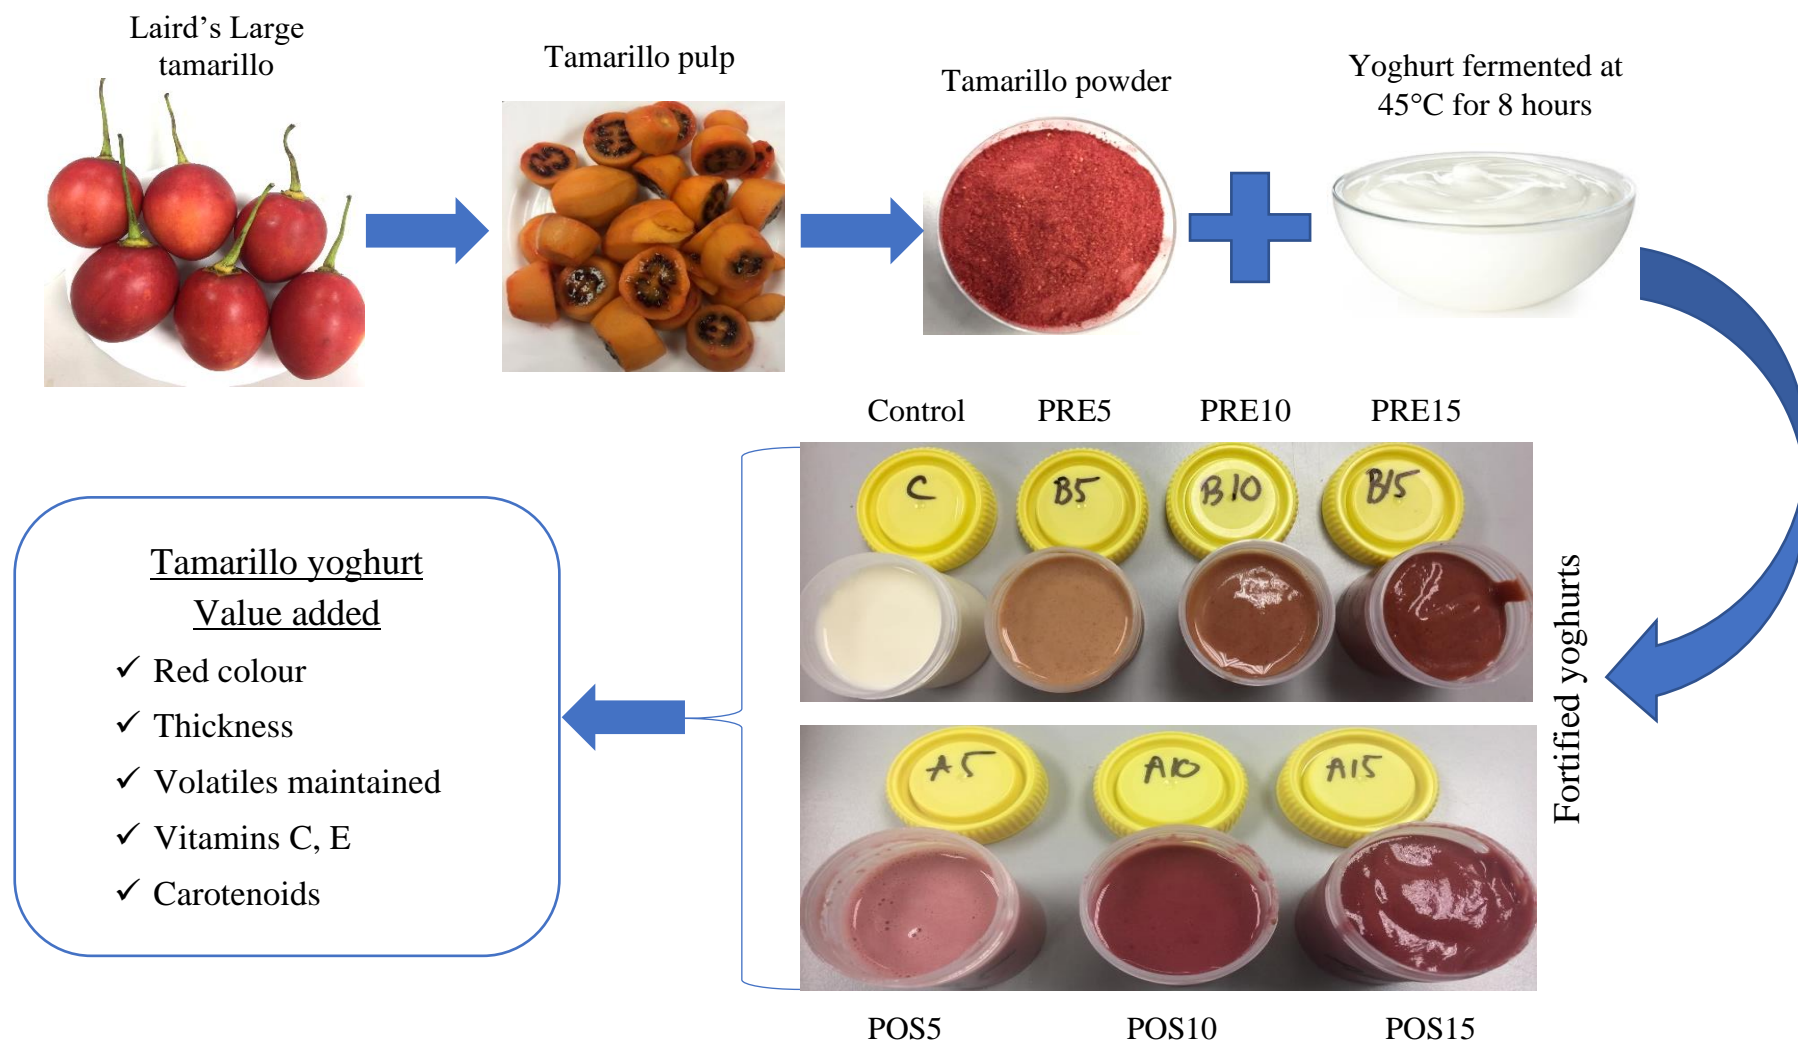 Laird’s Large
tamarillo
Tamarillo pulp
Tamarillo powder
Yoghurt fermented at
45°C for 8 hours
Control
PRE5
PRE10
PRE15
C
B5
B10
B15
Fortified yoghurts
A5
A10
A15
POS5
POS10
POS15
Tamarillo yoghurt
Value added
✓ Red colour
✓ Thickness
✓ Volatiles maintained
✓ Vitamins C, E
✓ Carotenoids